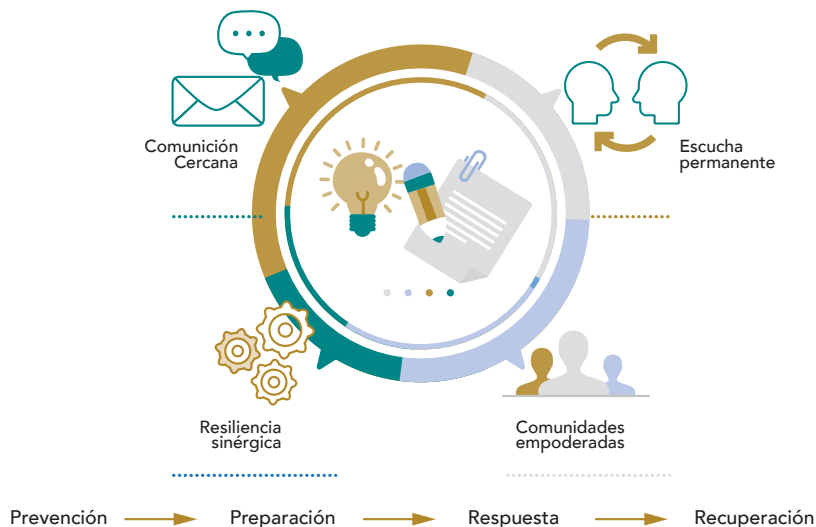 Comunición
Cercana
Escucha
permanente
Resiliencia
sinérgica
Comunidades
empoderadas
Prevención
Preparación
Respuesta
Recuperación